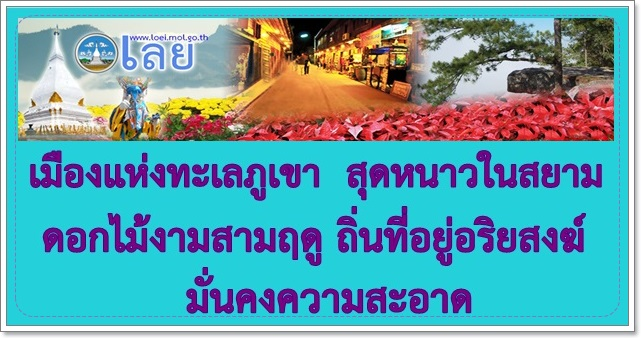 www.loei.mol.go.th
เลย
เมืองแห่งทะเลภูเขา สุดหนาวในสยาม
ดอกไม้งามสามฤดู ถิ่นที่อยู่อริยสงฆ์
มั่นคงความสะอาด